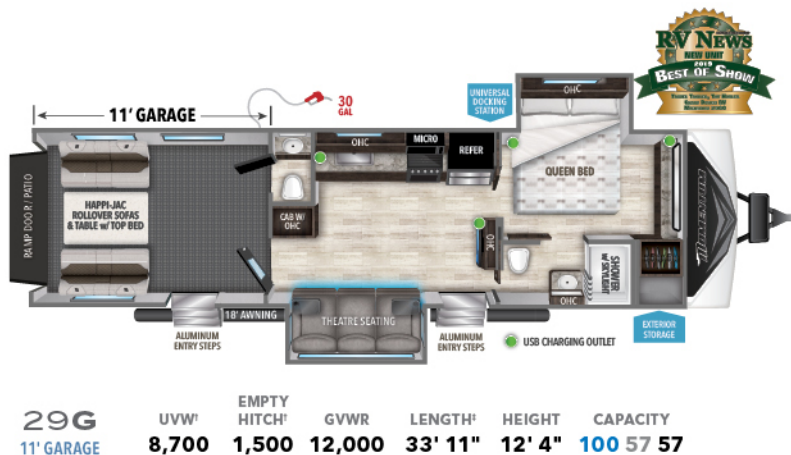 RV NEWS
NEW UNIT
2019
BEST OF SHOW
11' GARAGE
30
GAL
UNIVERSAL
DOCKING
STATION
OHC
OHC
MICRO
REFER
QUEEN BED
RAMP DOOR / PATIO
HAPPI-JAC
ROLLOVER SOFAS
& TABLE w/ TOP BED
CAB W/
OHC
OHC
SHOWER
w/ SKYLIGHT
MOMENTUM
OHC
18' AWNING
THEATRE SEATING
ALUMINUM
ENTRY STEPS
ALUMINUM
ENTRY STEPS
USB CHARGING OUTLET
EXTERIOR
STORAGE
29G
11' GARAGE
UVW†
8,700
EMPTY
HITCH†
1,500
GVWR
12,000
LENGTH‡
33' 11"
HEIGHT
12' 4"
CAPACITY
100 57 57